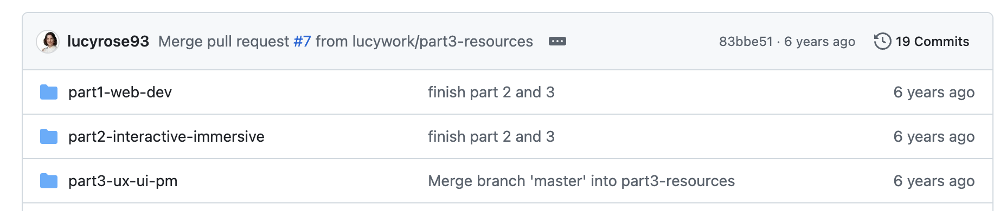 lucyrose93 Merge pull request #7 from lucywork/part3-resources ... 83bbe51 · 6 years ago 19 Commits
part1-web-dev finish part 2 and 3 6 years ago
part2-interactive-immersive finish part 2 and 3 6 years ago
part3-ux-ui-pm Merge branch 'master' into part3-resources 6 years ago